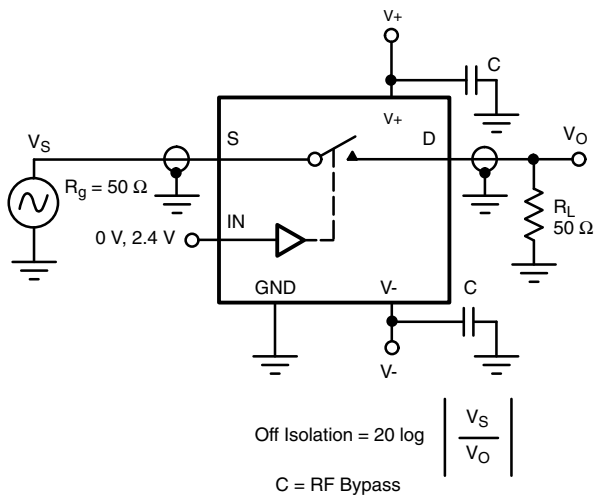 V+
C
V+
VS
S
D
VO
Rg = 50 Ω
RL
50 Ω
IN
0 V, 2.4 V
GND
V-
C
V-
Off Isolation = 20 log | VS / VO |
C = RF Bypass